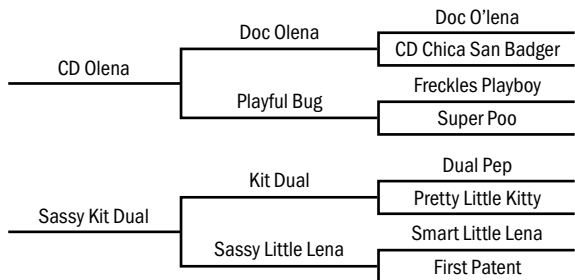 Doc O'lena
Doc Olena
CD Chica San Badger
CD Olena
Freckles Playboy
Playful Bug
Super Poo
Dual Pep
Kit Dual
Pretty Little Kitty
Sassy Kit Dual
Smart Little Lena
Sassy Little Lena
First Patent